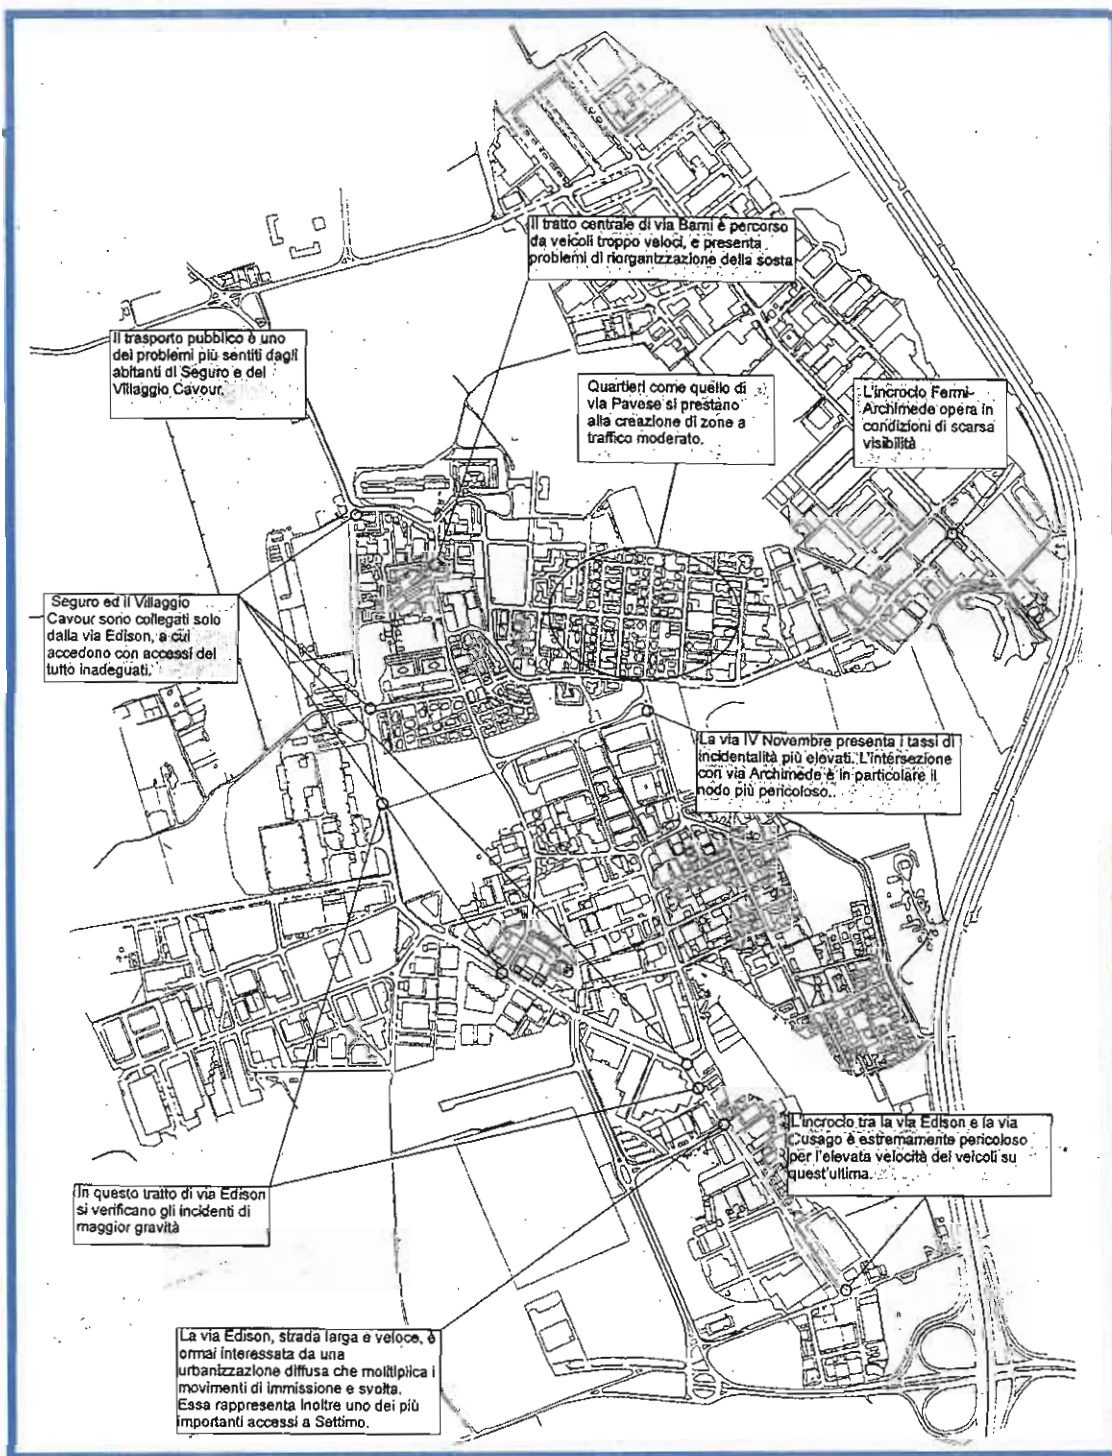 Il tratto centrale di via Barni è percorso
da veicoli troppo veloci, e presenta
problemi di riorganizzazione della sosta
Il trasporto pubblico è uno
dei problemi più sentiti dagli
abitanti di Seguro e del
Villaggio Cavour.
Quartieri come quello di
via Pavese si prestano
alla creazione di zone a
traffico moderato.
L'incrocio Fermi-
Archimede opera in
condizioni di scarsa
visibilità
Seguro ed il Villaggio
Cavour sono collegati solo
dalla via Edison, a cui
accedono con accessi del
tutto inadeguati.
La via IV Novembre presenta i tassi di
incidentalità più elevati. L'intersezione
con via Archimede è in particolare il
nodo più pericoloso.
L'incrocio tra la via Edison e la via
Cusago è estremamente pericoloso
per l'elevata velocità dei veicoli su
quest'ultima.
In questo tratto di via Edison
si verificano gli incidenti di
maggior gravità
La via Edison, strada larga e veloce, è
ormai interessata da una
urbanizzazione diffusa che moltiplica i
movimenti di immissione e svolta.
Essa rappresenta inoltre uno dei più
importanti accessi a Settimo.